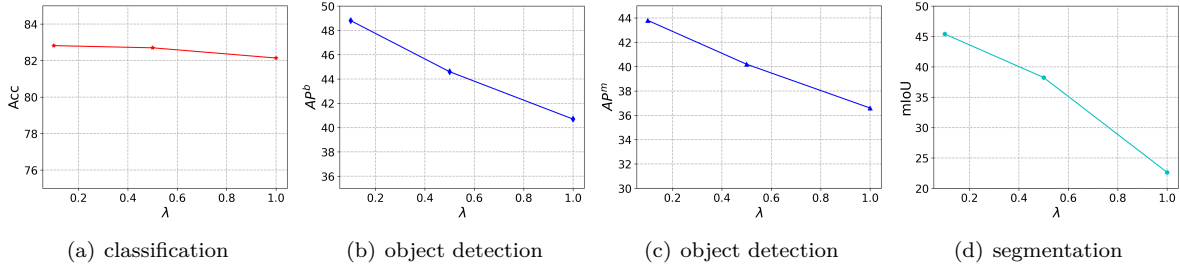 84
82
80
78
76
Acc
0.2 0.4 0.6 0.8 1.0
λ
(a) classification
50
48
46
44
42
40
38
36
AP^b
0.2 0.4 0.6 0.8 1.0
λ
(b) object detection
44
42
40
38
36
34
32
30
AP^m
0.2 0.4 0.6 0.8 1.0
λ
(c) object detection
50
45
40
35
30
25
20
mIoU
0.2 0.4 0.6 0.8 1.0
λ
(d) segmentation